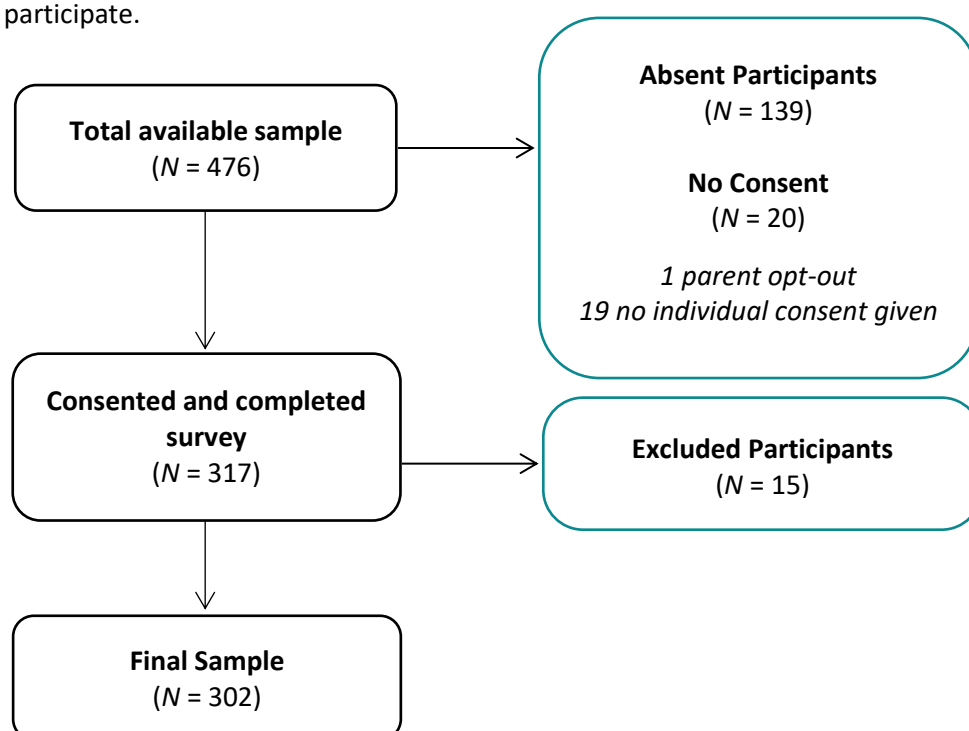 participate.
Total available sample
(N = 476)
Absent Participants
(N = 139)
No Consent
(N = 20)
1 parent opt-out
19 no individual consent given
Consented and completed
survey
(N = 317)
Excluded Participants
(N = 15)
Final Sample
(N = 302)